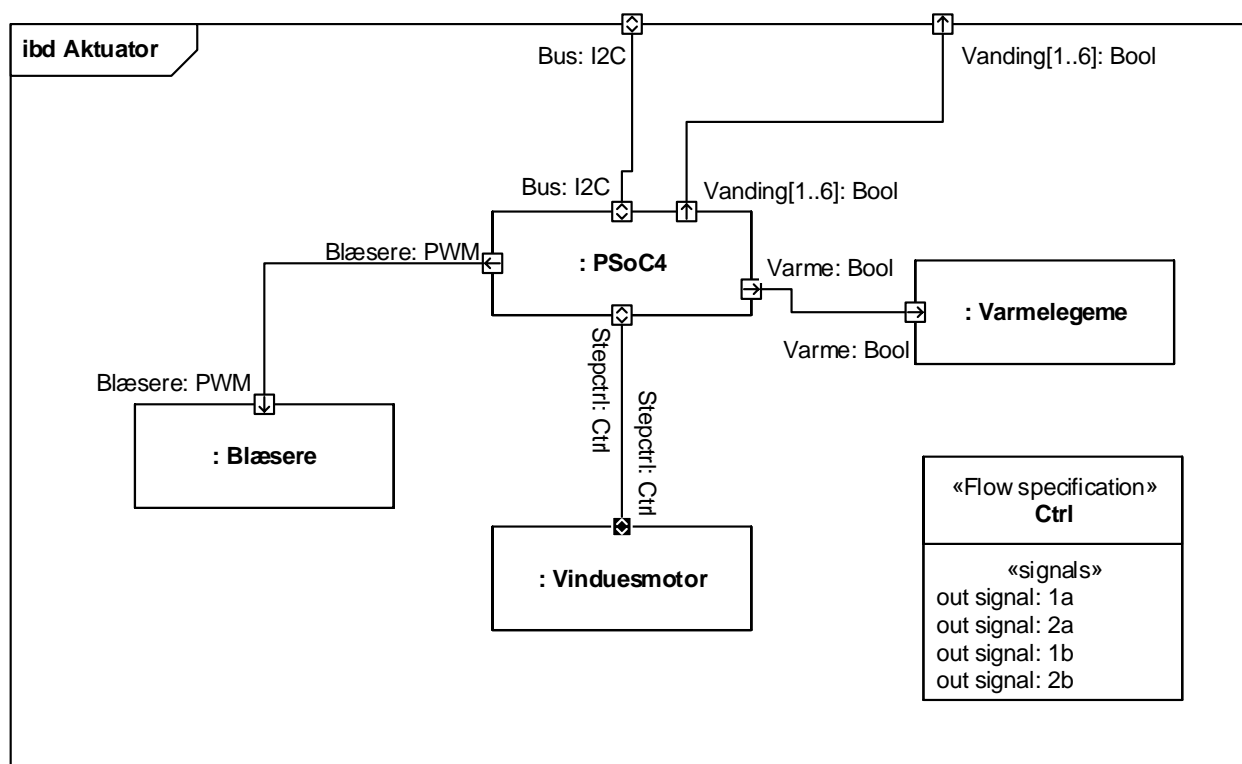 ibd Aktuator
Bus: I2C
Vanding[1..6]: Bool
Bus: I2C
Vanding[1..6]: Bool
Blæsere: PWM
: PSoC4
Varme: Bool
: Varmelegeme
Varme: Bool
Stepctrl: Ctrl
Stepctrl: Ctrl
Blæsere: PWM
: Blæsere
: Vinduesmotor
«Flow specification»
Ctrl
«signals»
out signal: 1a
out signal: 2a
out signal: 1b
out signal: 2b